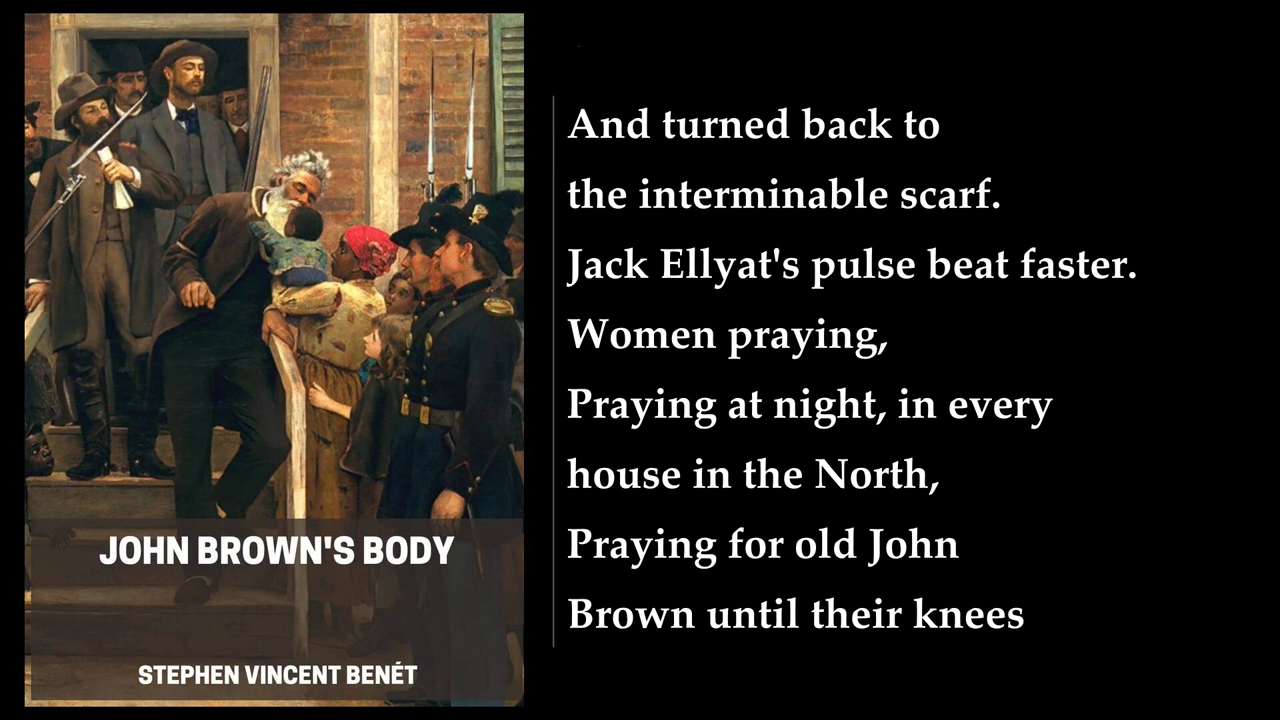 JOHN BROWN'S BODY
STEPHEN VINCENT BENÉT
And turned back to
the interminable scarf.
Jack Ellyat's pulse beat faster.
Women praying,
Praying at night, in every
house in the North,
Praying for old John
Brown until their knees